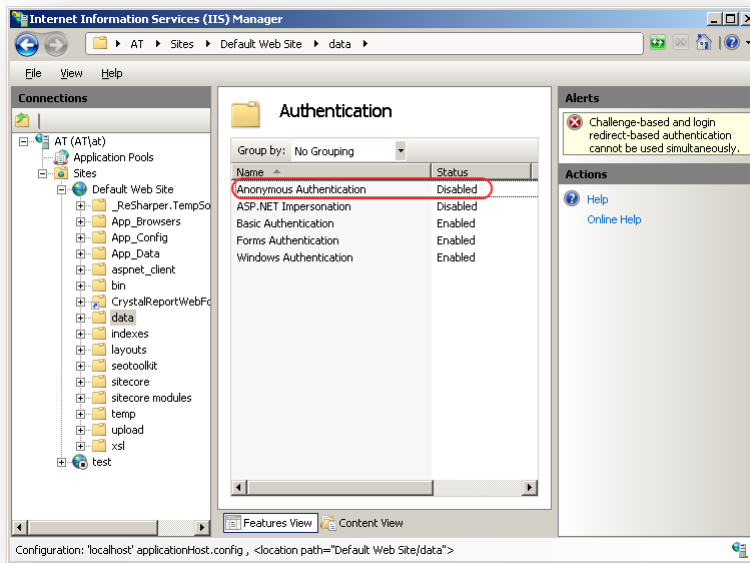 Internet Information Services (IIS) Manager
AT Sites Default Web Site data
File View Help
Connections
AT (AT\at)
Application Pools
Sites
Default Web Site
_ReSharper.TempSo
App_Browsers
App_Config
App_Data
aspnet_client
bin
CrystalReportWebFo
data
indexes
layouts
seotoolkit
sitecore
sitecore modules
temp
upload
xsl
test
Authentication
Group by: No Grouping
Name Status
Anonymous Authentication Disabled
ASP.NET Impersonation Disabled
Basic Authentication Enabled
Forms Authentication Enabled
Windows Authentication Enabled
Features View Content View
Alerts
Challenge-based and login
redirect-based authentication
cannot be used simultaneously.
Actions
Help
Online Help
Configuration: 'localhost' applicationHost.config , <location path="Default Web Site/data">